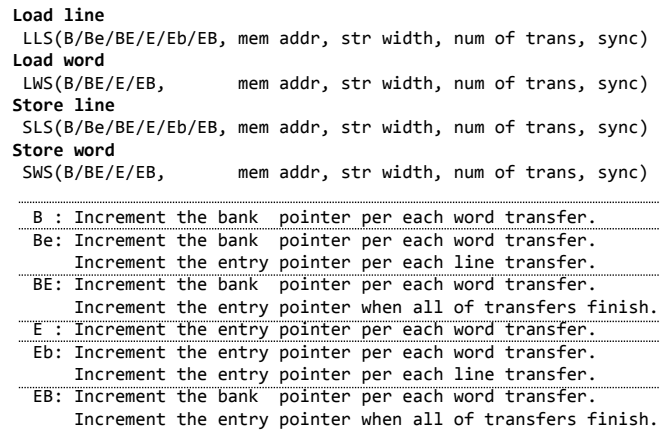 Load line
LLS(B/Be/BE/E/Eb/EB, mem addr, str width, num of trans, sync)
Load word
LWS(B/BE/E/EB, mem addr, str width, num of trans, sync)
Store line
SLS(B/Be/BE/E/Eb/EB, mem addr, str width, num of trans, sync)
Store word
SWS(B/BE/E/EB, mem addr, str width, num of trans, sync)
B : Increment the bank pointer per each word transfer.
Be: Increment the bank pointer per each word transfer.
Increment the entry pointer per each line transfer.
BE: Increment the bank pointer per each word transfer.
Increment the entry pointer when all of transfers finish.
E : Increment the entry pointer per each word transfer.
Eb: Increment the entry pointer per each word transfer.
Increment the entry pointer per each line transfer.
EB: Increment the bank pointer per each word transfer.
Increment the entry pointer when all of transfers finish.